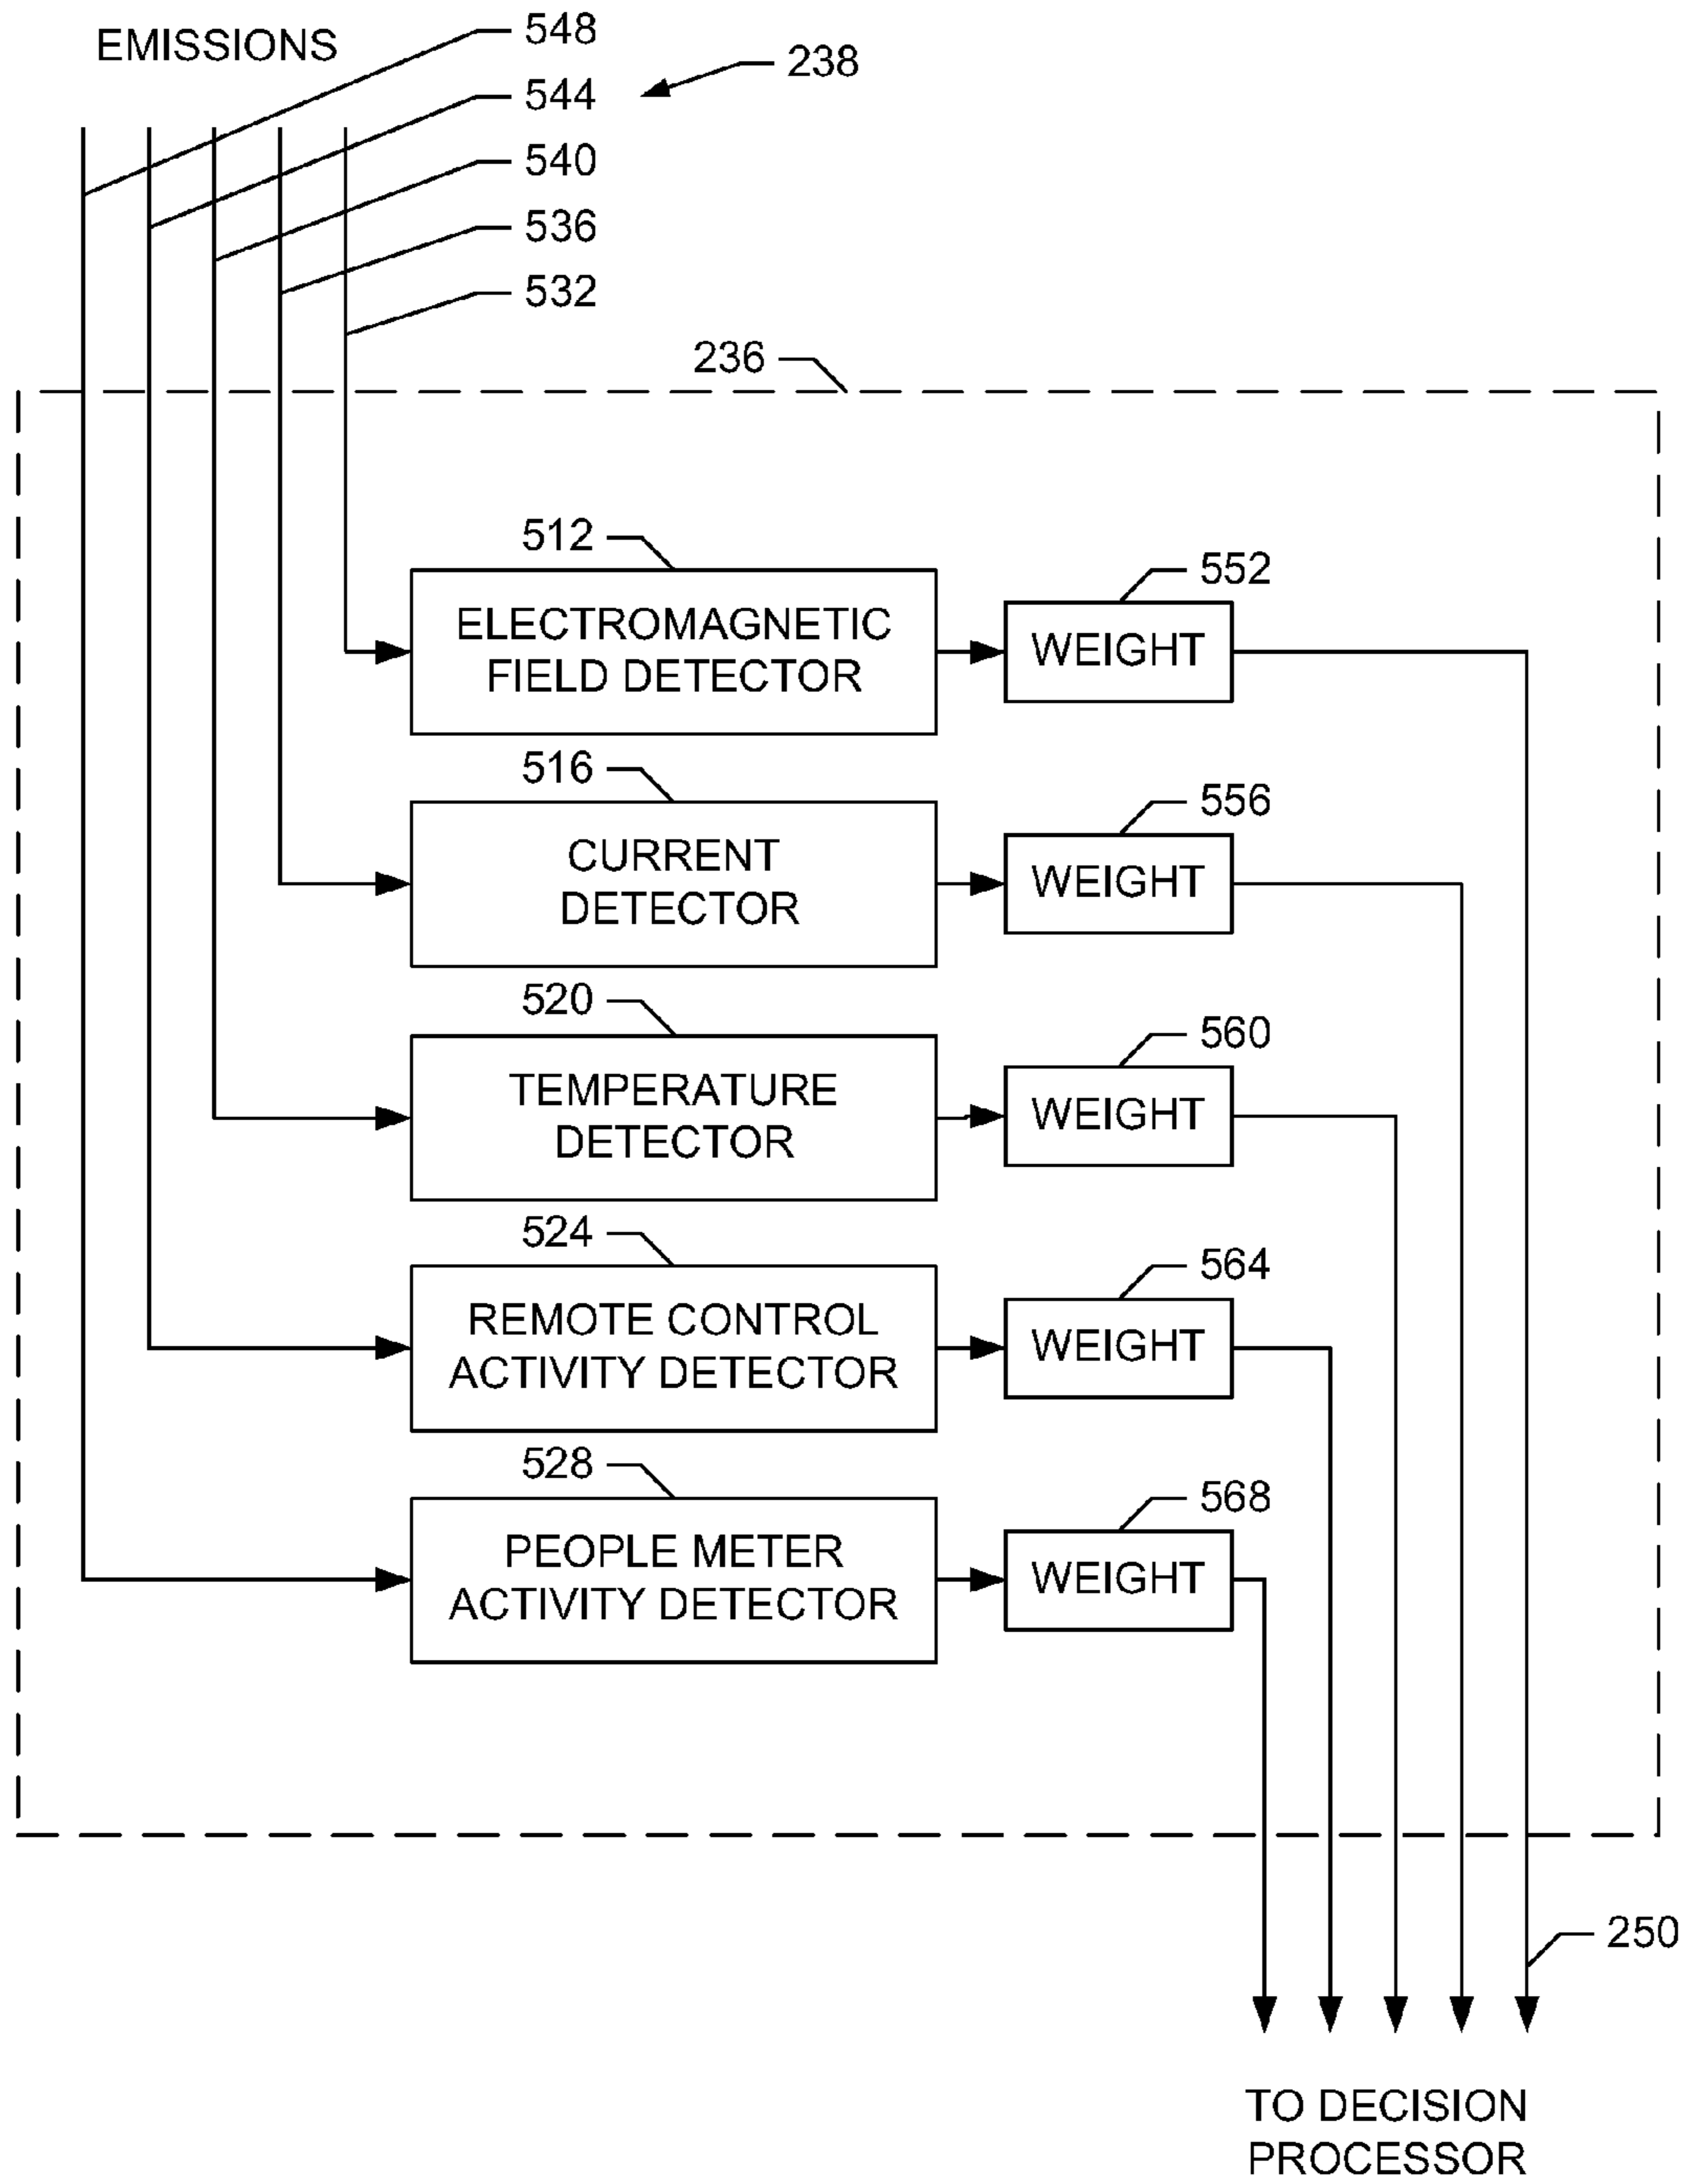 EMISSIONS
548
544
238
540
536
532
236
512
ELECTROMAGNETIC
FIELD DETECTOR
552
WEIGHT
516
CURRENT
DETECTOR
556
WEIGHT
520
TEMPERATURE
DETECTOR
560
WEIGHT
524
REMOTE CONTROL
ACTIVITY DETECTOR
564
WEIGHT
528
PEOPLE METER
ACTIVITY DETECTOR
568
WEIGHT
250
TO DECISION
PROCESSOR